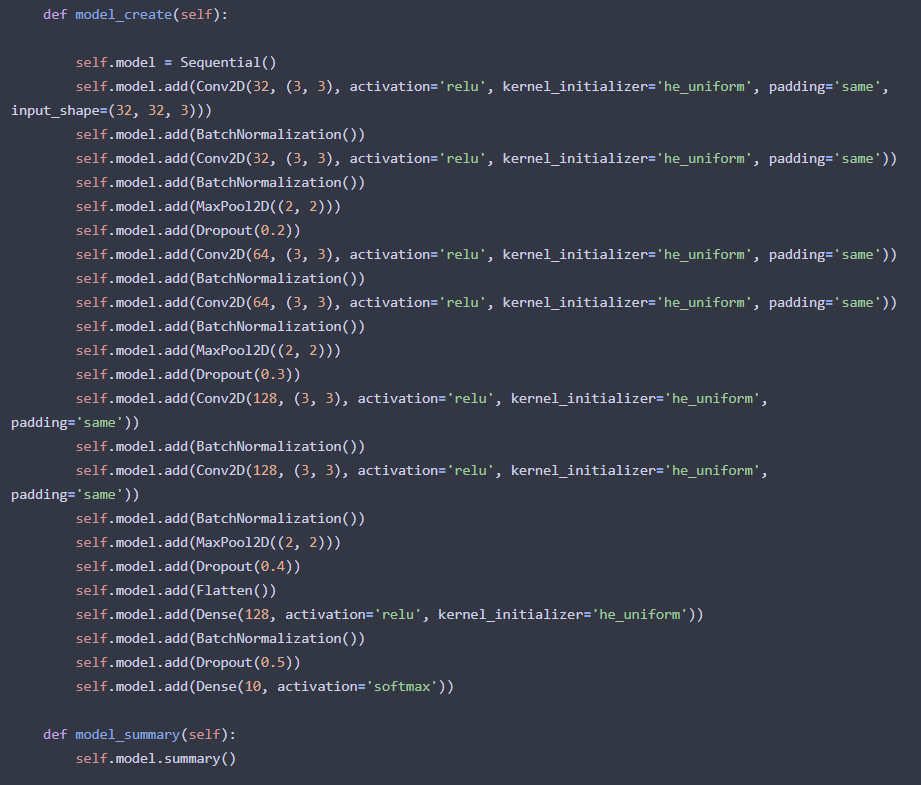 def model_create(self):

        self.model = Sequential()
        self.model.add(Conv2D(32, (3, 3), activation='relu', kernel_initializer='he_uniform', padding='same',
input_shape=(32, 32, 3)))
        self.model.add(BatchNormalization())
        self.model.add(Conv2D(32, (3, 3), activation='relu', kernel_initializer='he_uniform', padding='same'))
        self.model.add(BatchNormalization())
        self.model.add(MaxPool2D((2, 2)))
        self.model.add(Dropout(0.2))
        self.model.add(Conv2D(64, (3, 3), activation='relu', kernel_initializer='he_uniform', padding='same'))
        self.model.add(BatchNormalization())
        self.model.add(Conv2D(64, (3, 3), activation='relu', kernel_initializer='he_uniform', padding='same'))
        self.model.add(BatchNormalization())
        self.model.add(MaxPool2D((2, 2)))
        self.model.add(Dropout(0.3))
        self.model.add(Conv2D(128, (3, 3), activation='relu', kernel_initializer='he_uniform',
padding='same'))
        self.model.add(BatchNormalization())
        self.model.add(Conv2D(128, (3, 3), activation='relu', kernel_initializer='he_uniform',
padding='same'))
        self.model.add(BatchNormalization())
        self.model.add(MaxPool2D((2, 2)))
        self.model.add(Dropout(0.4))
        self.model.add(Flatten())
        self.model.add(Dense(128, activation='relu', kernel_initializer='he_uniform'))
        self.model.add(BatchNormalization())
        self.model.add(Dropout(0.5))
        self.model.add(Dense(10, activation='softmax'))

    def model_summary(self):
        self.model.summary()